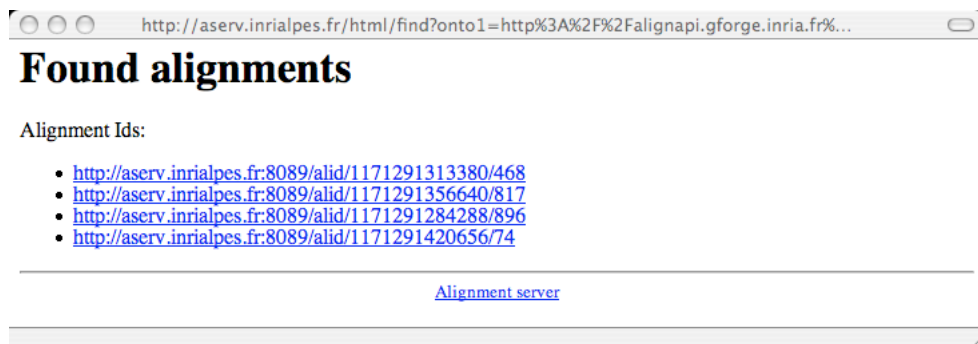 http://aserv.inrialpes.fr/html/find?onto1=http%3A%2F%2Falignapi.gforge.inria.fr%...
Found alignments
Alignment Ids:
• http://aserv.inrialpes.fr:8089/alid/1171291313380/468
• http://aserv.inrialpes.fr:8089/alid/1171291356640/817
• http://aserv.inrialpes.fr:8089/alid/1171291284288/896
• http://aserv.inrialpes.fr:8089/alid/1171291420656/74
Alignment server